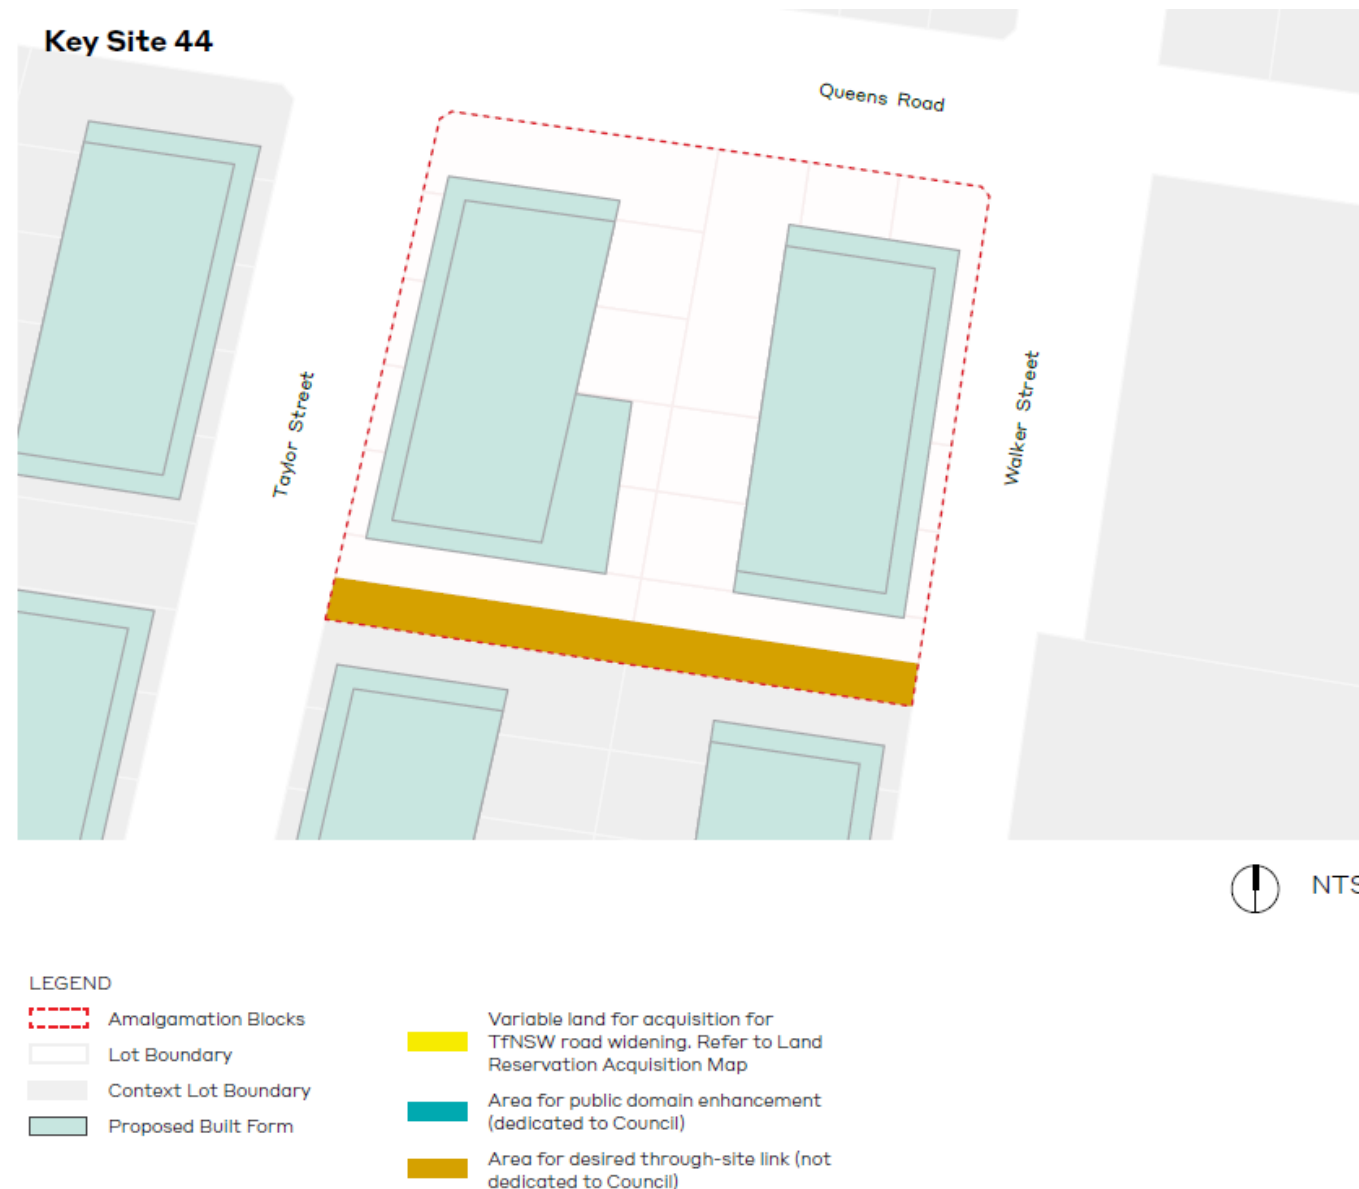 Key Site 44
Queens Road
Taylor Street
Walker Street
NTS
LEGEND
Amalgamation Blocks
Lot Boundary
Context Lot Boundary
Proposed Built Form
Variable land for acquisition for
TfNSW road widening. Refer to Land
Reservation Acquisition Map
Area for public domain enhancement
(dedicated to Council)
Area for desired through-site link (not
dedicated to Council)